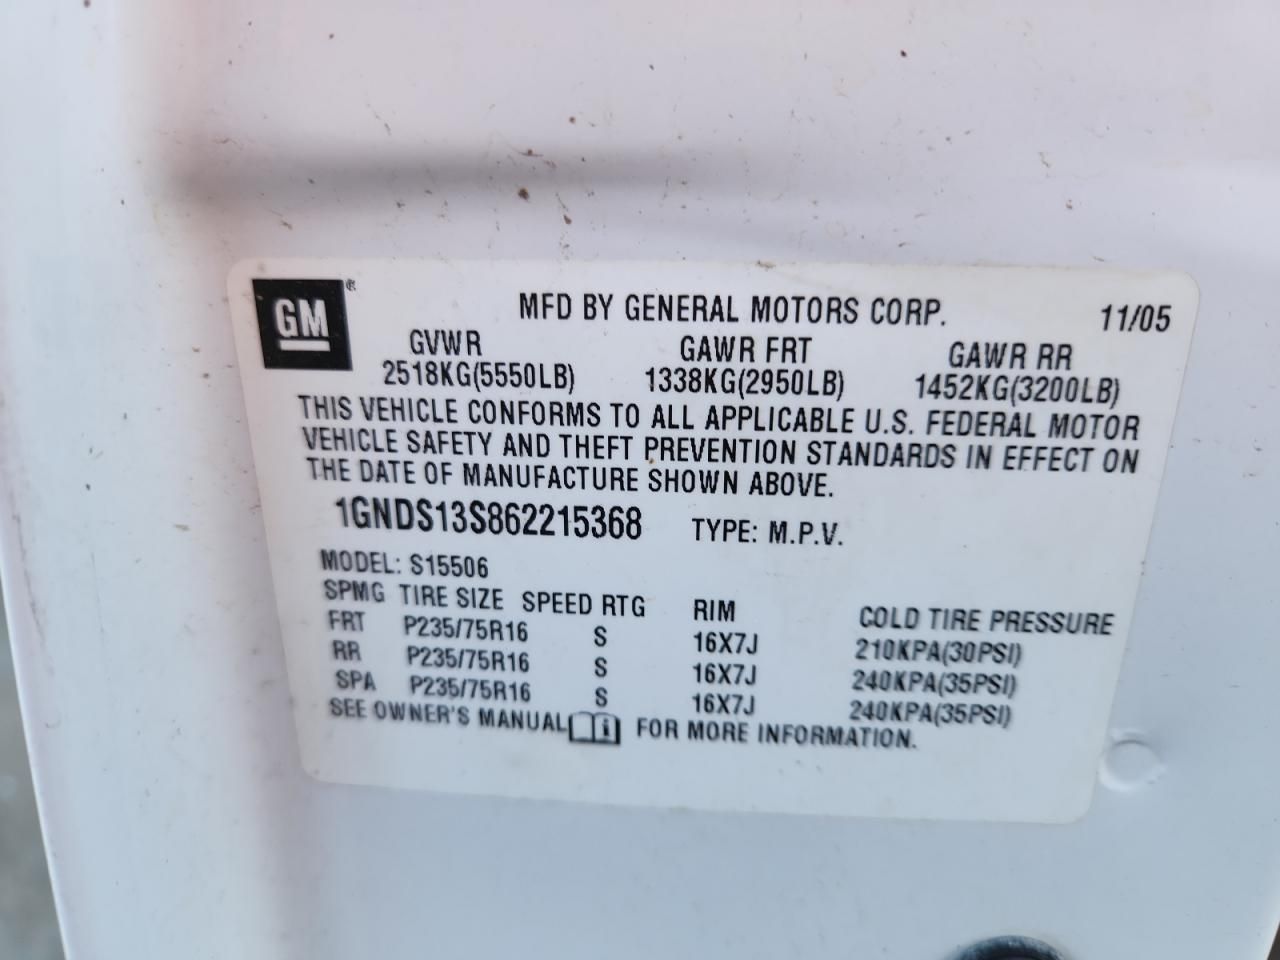 GM®
MFD BY GENERAL MOTORS CORP. 11/05
GVWR GAWR FRT GAWR RR
2518KG(5550LB) 1338KG(2950LB) 1452KG(3200LB)
THIS VEHICLE CONFORMS TO ALL APPLICABLE U.S. FEDERAL MOTOR
VEHICLE SAFETY AND THEFT PREVENTION STANDARDS IN EFFECT ON
THE DATE OF MANUFACTURE SHOWN ABOVE.
1GNDS13S862215368 TYPE: M.P.V.
MODEL: S15506
SPMG TIRE SIZE SPEED RTG RIM COLD TIRE PRESSURE
FRT P235/75R16 S 16X7J 210KPA(30PSI)
RR P235/75R16 S 16X7J 240KPA(35PSI)
SPA P235/75R16 S 16X7J 240KPA(35PSI)
SEE OWNER'S MANUAL i FOR MORE INFORMATION.